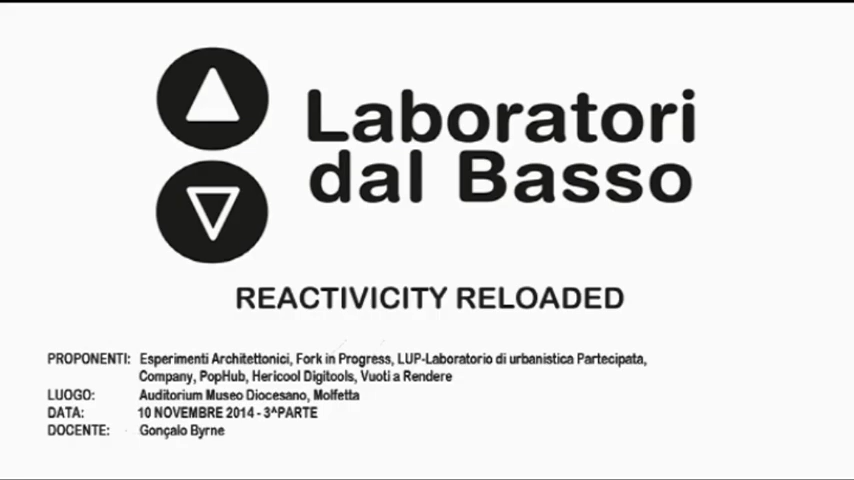 Laboratori
dal Basso
REACTIVICITY RELOADED
PROPONENTI: Esperimenti Architettonici, Fork in Progress, LUP-Laboratorio di urbanistica Partecipata,
Company, PopHub, Hericool Digitools, Vuoti a Rendere
LUOGO: Auditorium Museo Diocesano, Molfetta
DATA: 10 NOVEMBRE 2014 - 3^PARTE
DOCENTE: Gonçalo Byrne